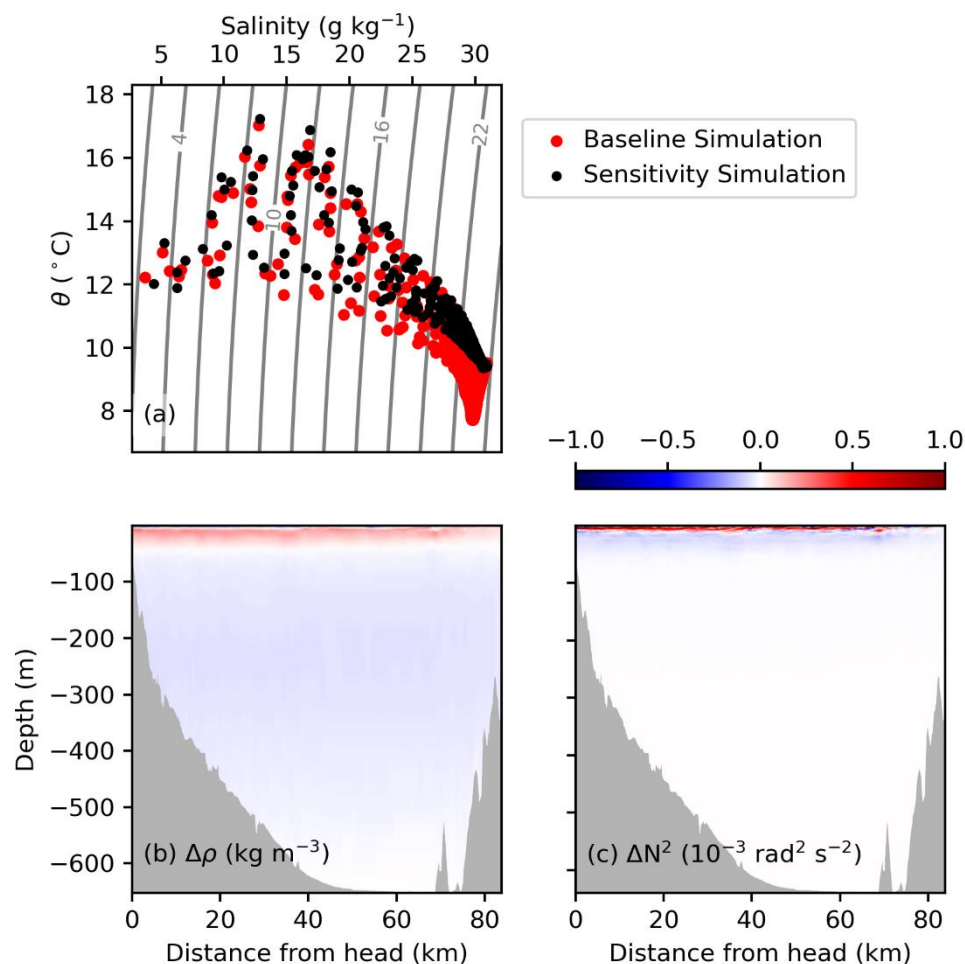 Salinity (g kg⁻¹)
5 10 15 20 25 30
18
16
14
12
10
8
θ (°C)
4 10 16 22
(a)
Baseline Simulation
Sensitivity Simulation
−1.0 −0.5 0.0 0.5 1.0
−100
−200
−300
−400
−500
−600
Depth (m)
(b) Δρ (kg m⁻³)
(c) ΔN² (10⁻³ rad² s⁻²)
0 20 40 60 80
0 20 40 60 80
Distance from head (km)
Distance from head (km)